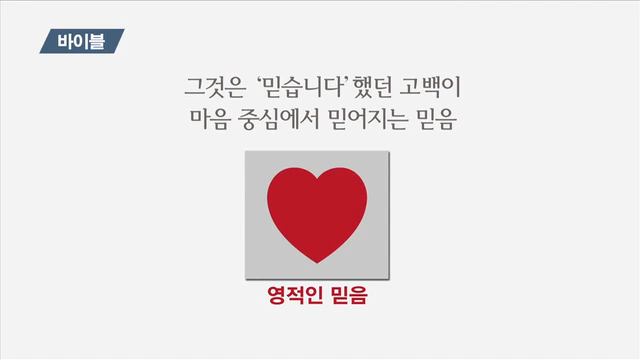 바이블
그것은 ‘믿습니다’했던 고백이
마음 중심에서 믿어지는 믿음
영적인 믿음